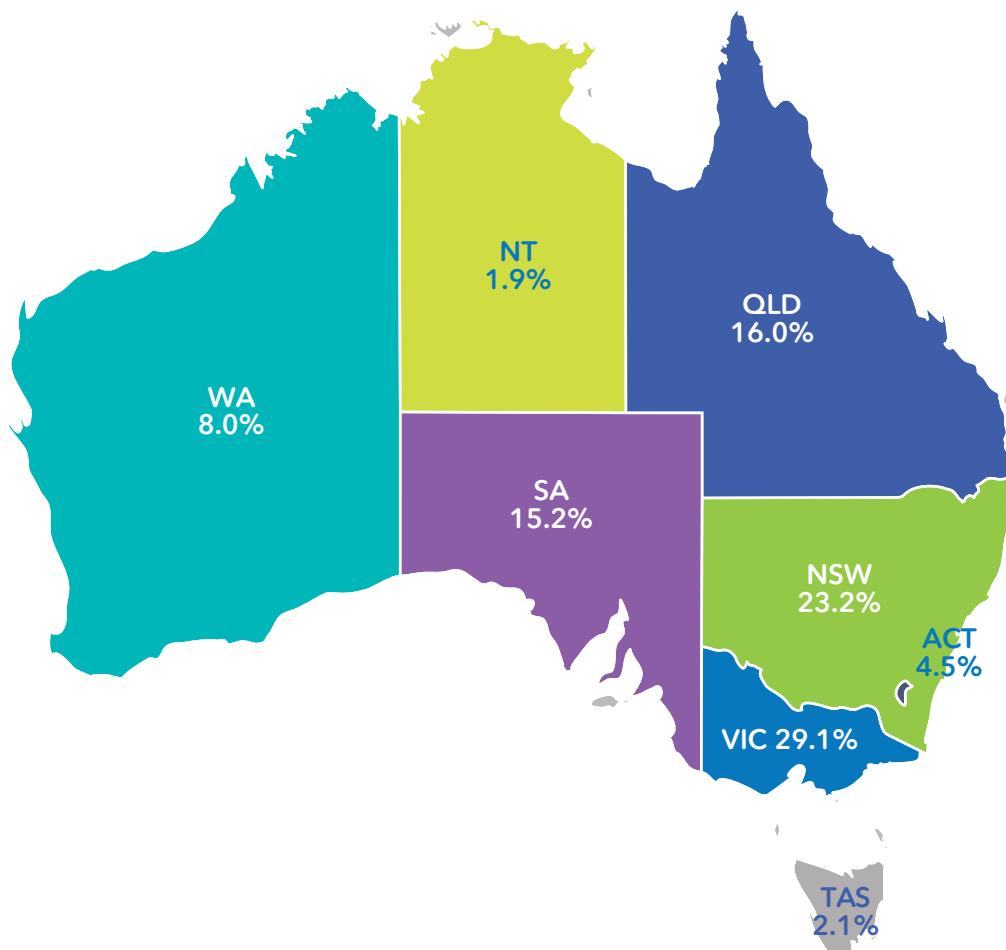 NT
1.9%
QLD
16.0%
WA
8.0%
SA
15.2%
NSW
23.2%
ACT
4.5%
VIC 29.1%
TAS
2.1%